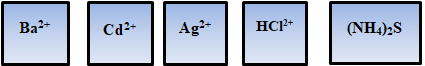 Ba²⁺ Cd²⁺ Ag²⁺ HCl²⁺ (NH₄)₂S